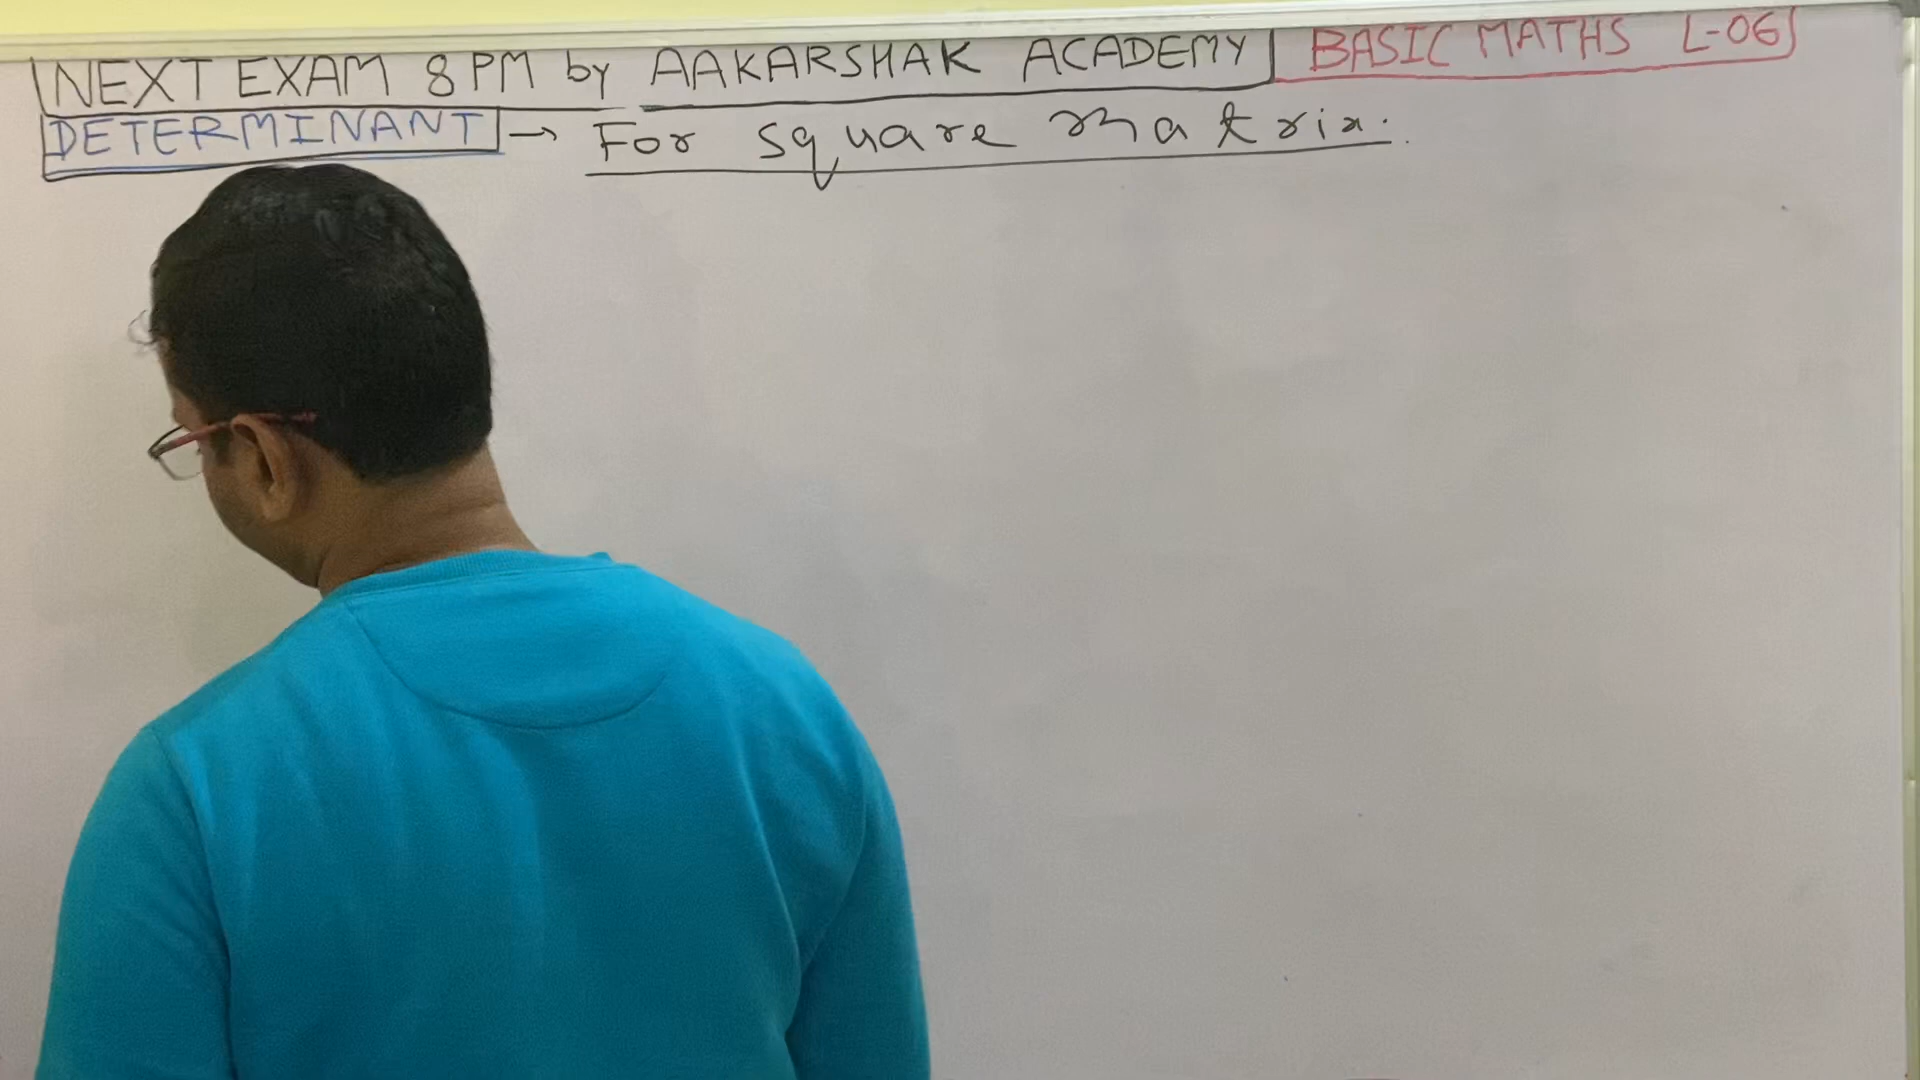 NEXT EXAM 8 PM by AAKARSHAK ACADEMY BASIC MATHS L-06
DETERMINANT → For square matrix.